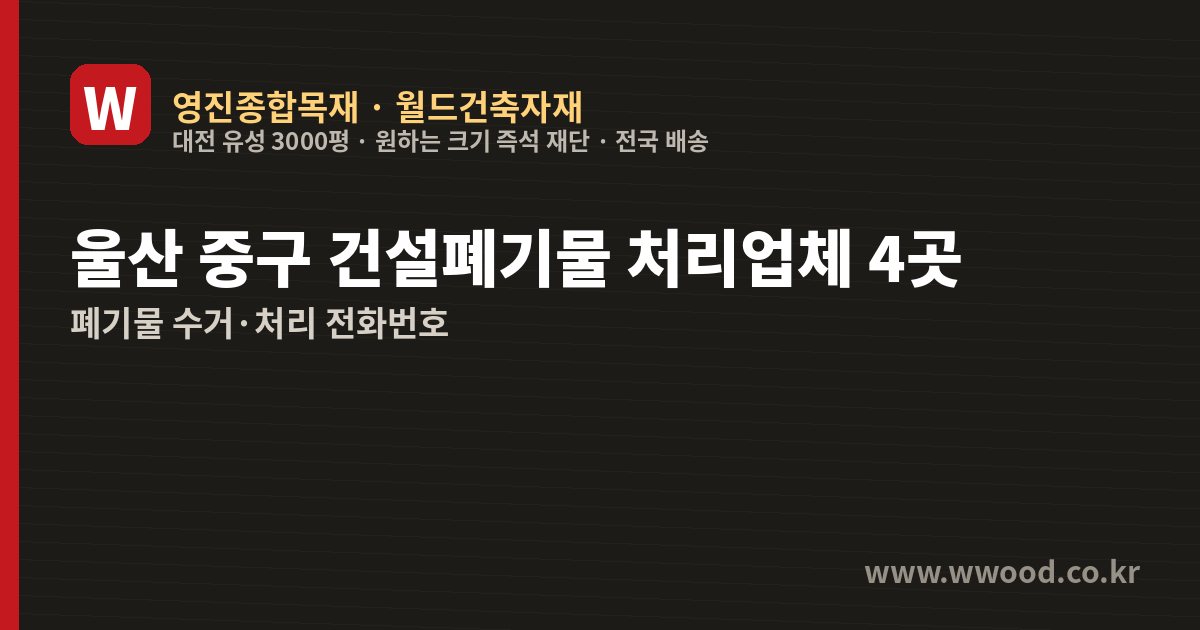 W
영진종합목재 · 월드건축자재
대전 유성 3000평 · 원하는 크기 즉석 재단 · 전국 배송
울산 중구 건설폐기물 처리업체 4곳
폐기물 수거·처리 전화번호
www.wwood.co.kr